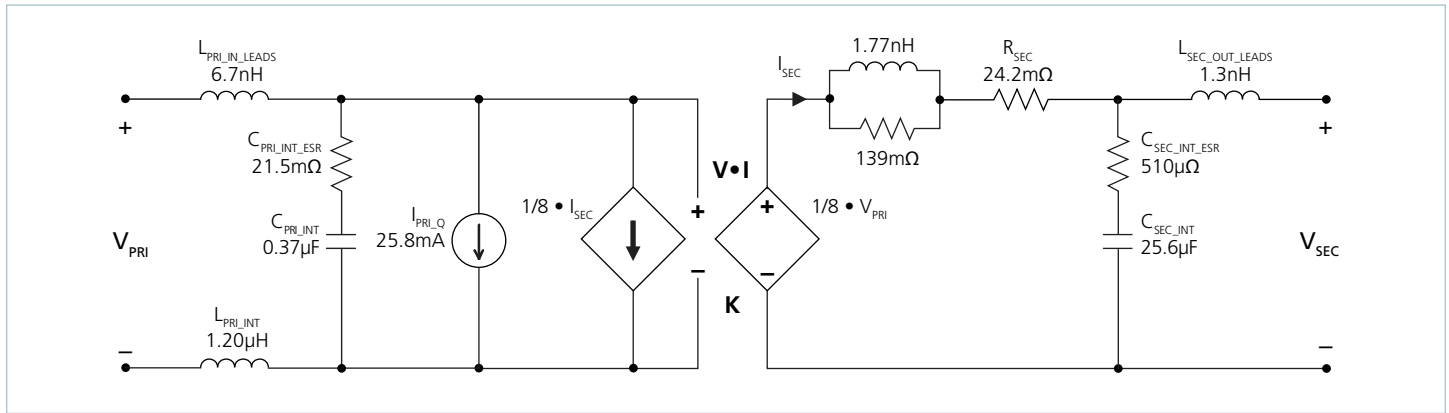 L_PRI_IN_LEADS
6.7nH
+
C_PRI_INT_ESR
21.5mΩ
C_PRI_INT
0.37µF
V_PRI
L_PRI_INT
1.20µH
–
I_PRI_Q
25.8mA
1/8 • I_SEC
+
–
V•I
K
+
–
1/8 • V_PRI
I_SEC
1.77nH
139mΩ
R_SEC
24.2mΩ
C_SEC_INT_ESR
510µΩ
C_SEC_INT
25.6µF
L_SEC_OUT_LEADS
1.3nH
+
V_SEC
–